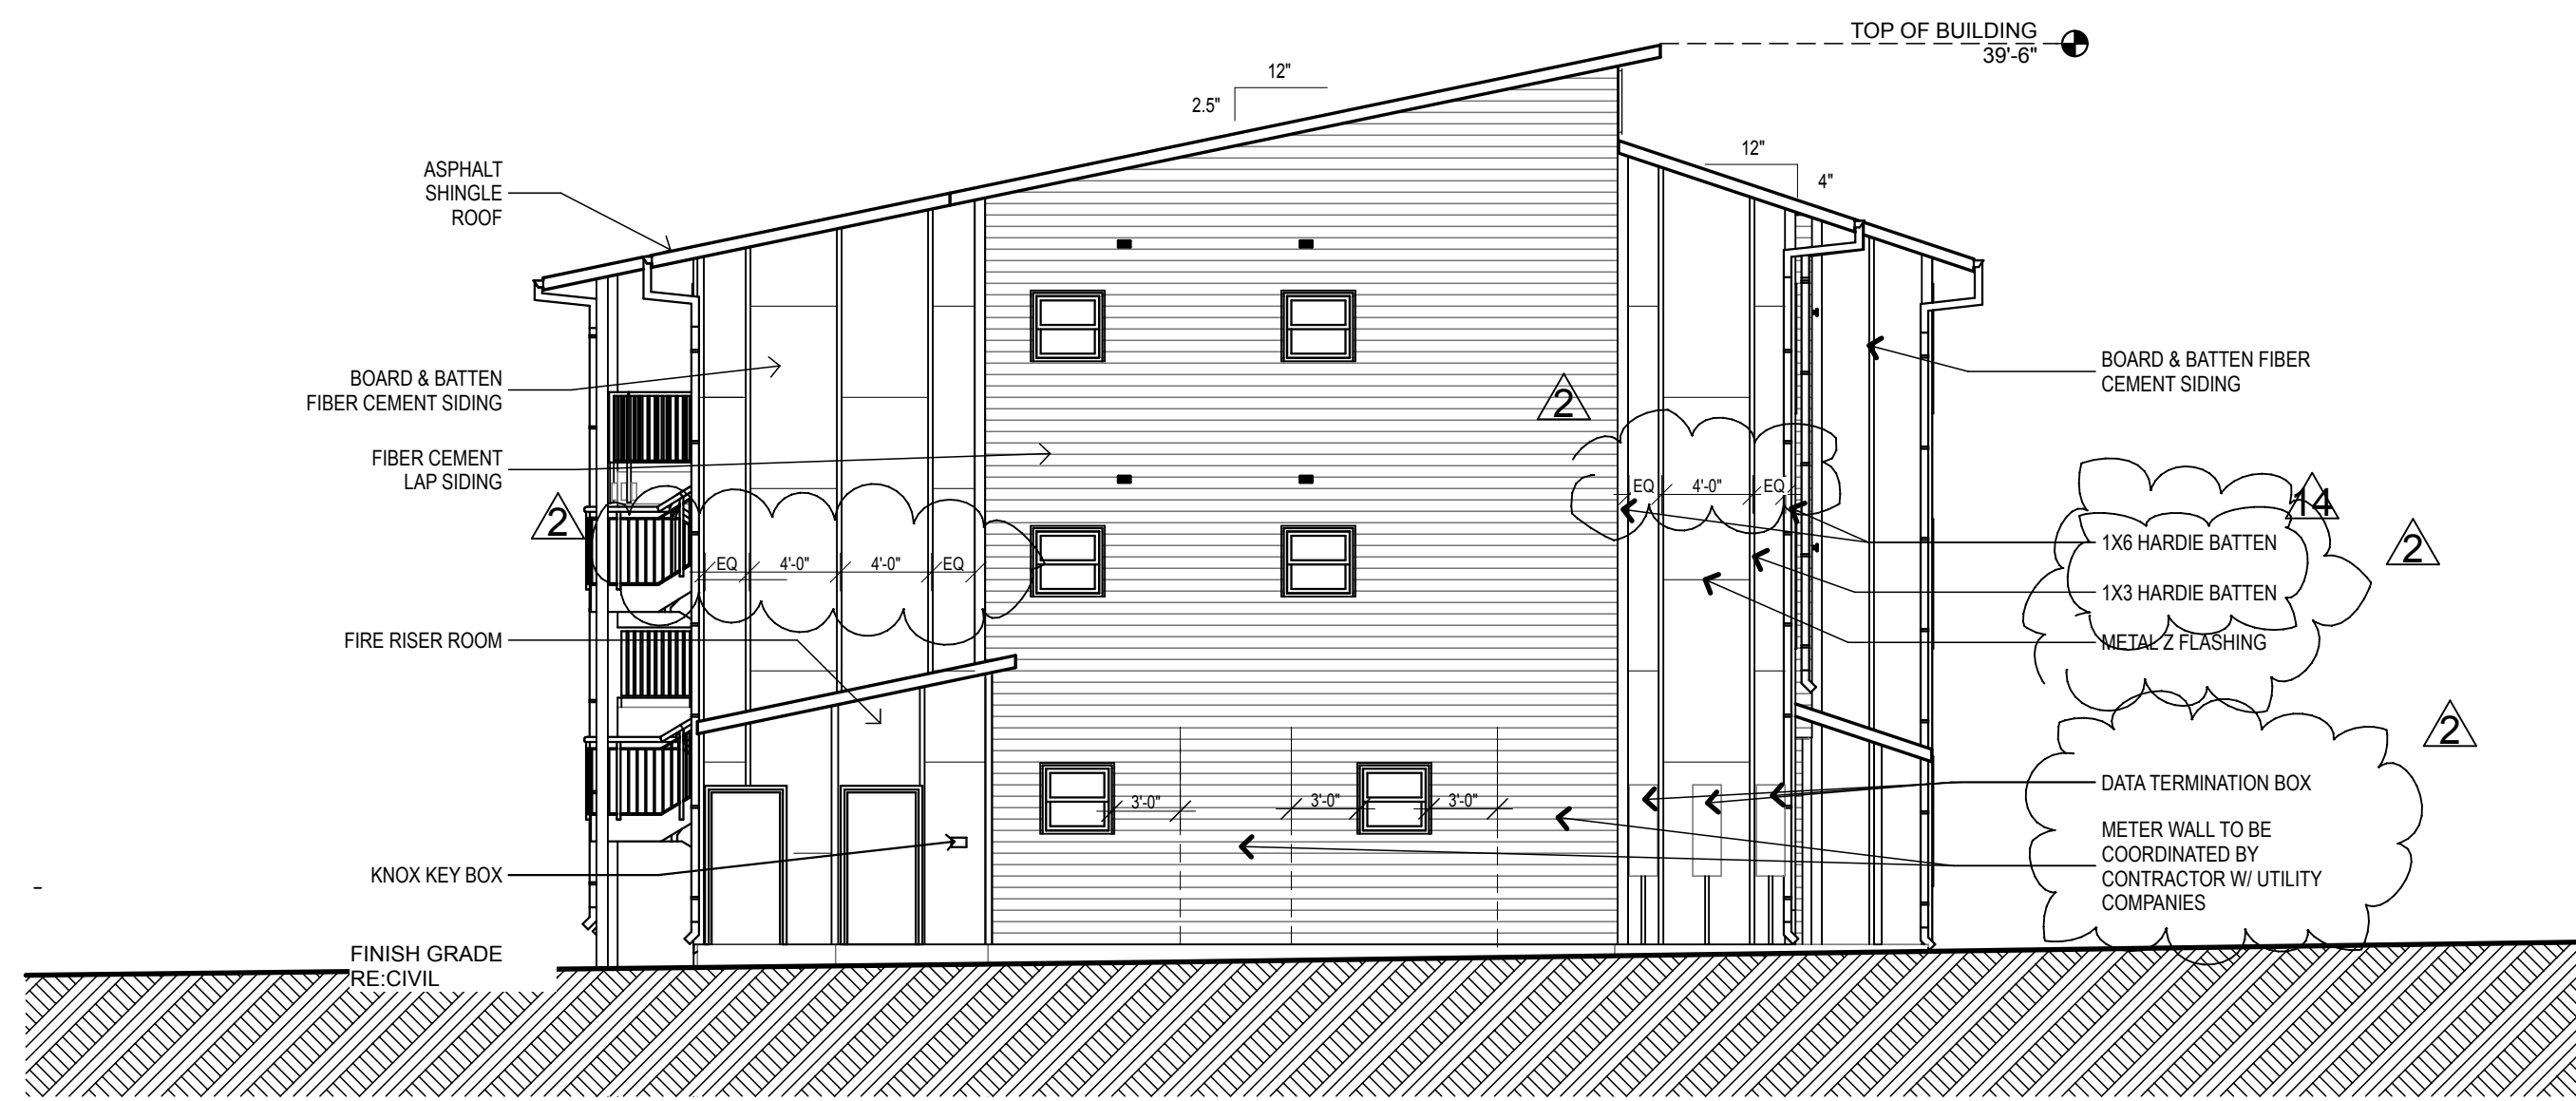 TOP OF BUILDING
39'-6"
12"
2.5"
12"
4"
ASPHALT
SHINGLE
ROOF
BOARD & BATTEN
FIBER CEMENT SIDING
FIBER CEMENT
LAP SIDING
2
EQ
4'-0"
4'-0"
EQ
FIRE RISER ROOM
KNOX KEY BOX
FINISH GRADE
RE:CIVIL
2
EQ
4'-0"
EQ
3'-0"
3'-0"
3'-0"
BOARD & BATTEN FIBER
CEMENT SIDING
14
1X6 HARDIE BATTEN
2
1X3 HARDIE BATTEN
METAL Z FLASHING
2
DATA TERMINATION BOX
METER WALL TO BE
COORDINATED BY
CONTRACTOR W/ UTILITY
COMPANIES